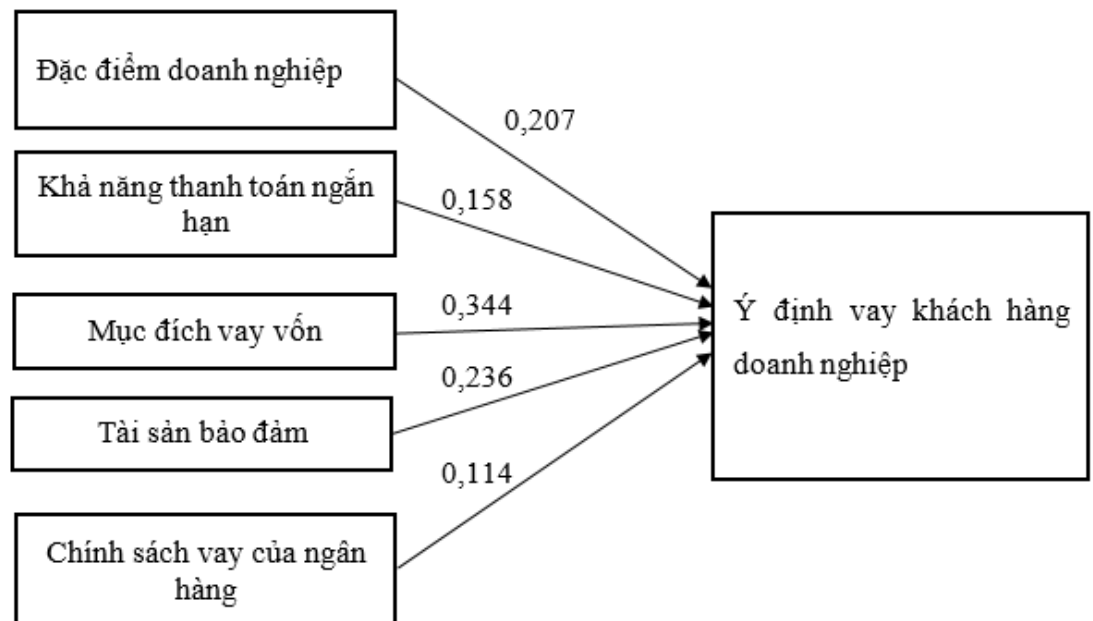 Đặc điểm doanh nghiệp
0,207
Khả năng thanh toán ngắn
hạn
0,158
Mục đích vay vốn
0,344
Tài sản bảo đảm
0,236
Chính sách vay của ngân
hàng
0,114
Ý định vay khách hàng
doanh nghiệp